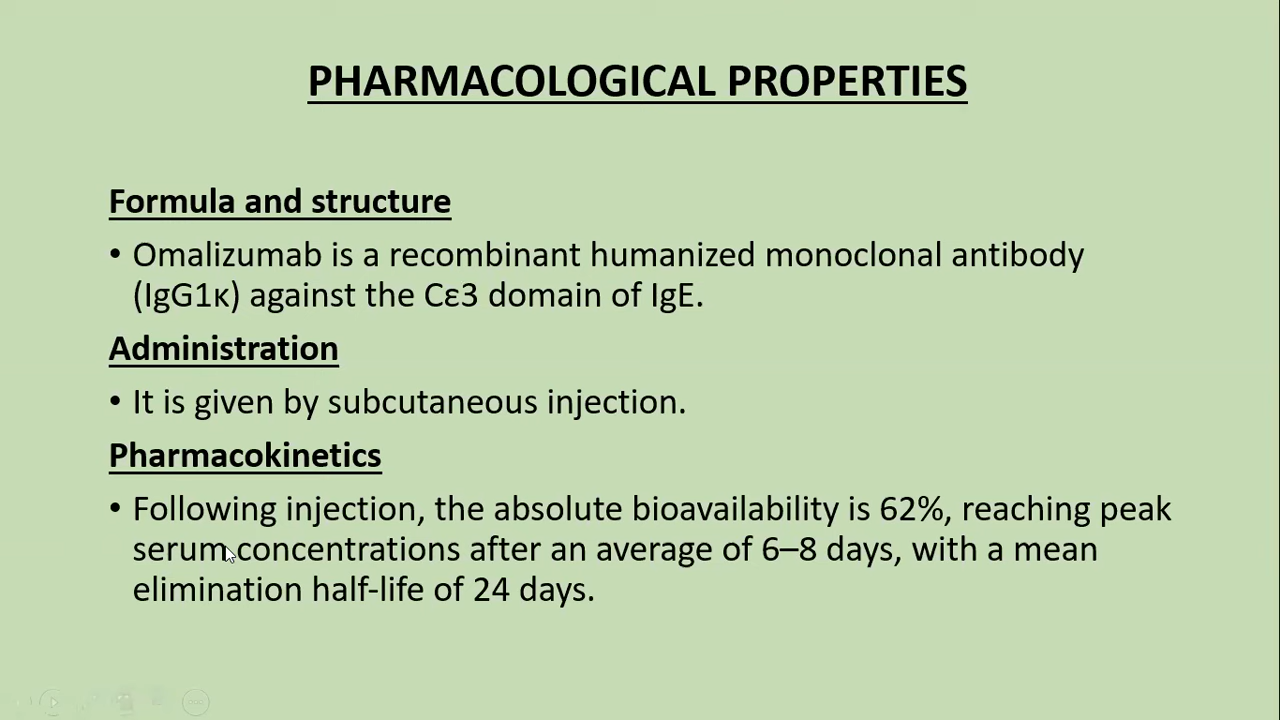 PHARMACOLOGICAL PROPERTIES
Formula and structure
• Omalizumab is a recombinant humanized monoclonal antibody
(IgG1κ) against the Cε3 domain of IgE.
Administration
• It is given by subcutaneous injection.
Pharmacokinetics
• Following injection, the absolute bioavailability is 62%, reaching peak
serum concentrations after an average of 6–8 days, with a mean
elimination half-life of 24 days.